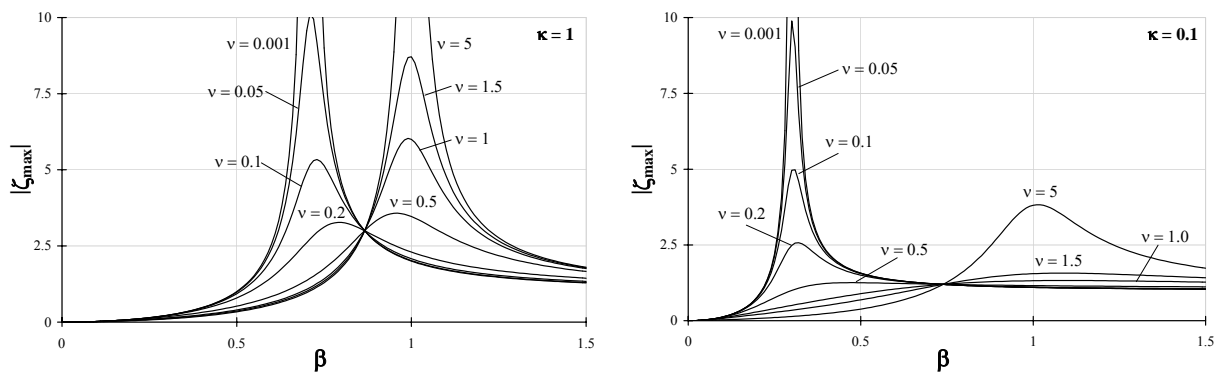 10
7.5
5
2.5
0
|ζmax|
0
0.5
1
1.5
β
κ = 1
ν = 0.001
ν = 0.05
ν = 0.1
ν = 0.2
ν = 0.5
ν = 1
ν = 1.5
ν = 5
10
7.5
5
2.5
0
|ζmax|
0
0.5
1
1.5
β
κ = 0.1
ν = 0.001
ν = 0.05
ν = 0.1
ν = 0.2
ν = 0.5
ν = 5
ν = 1.5
ν = 1.0